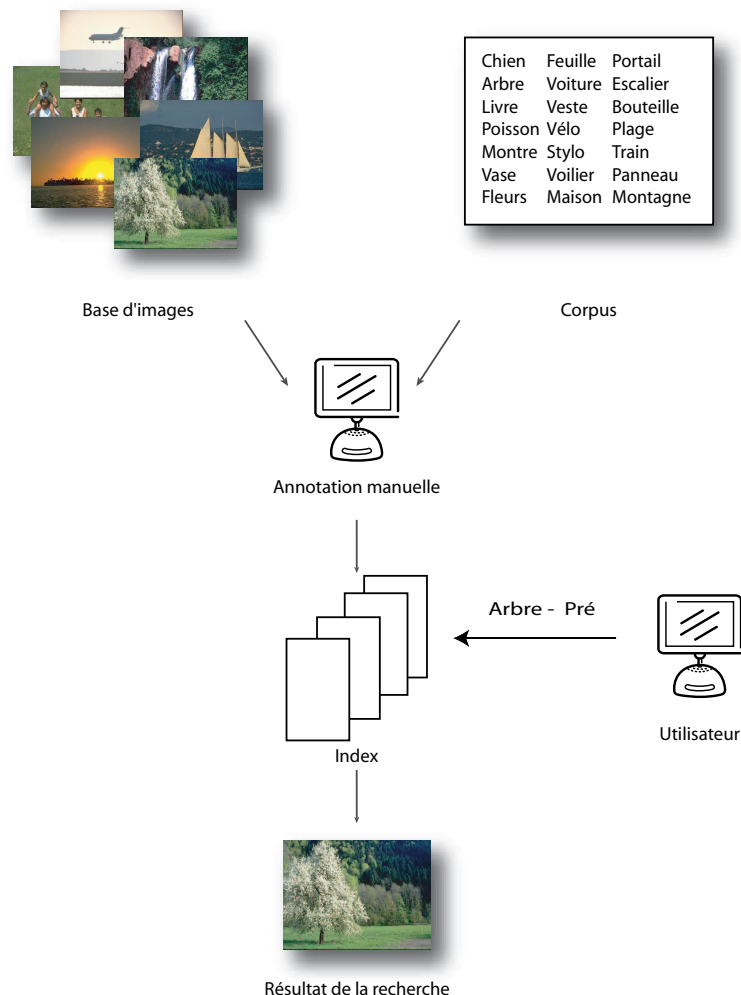 Chien Feuille Portail
Arbre Voiture Escalier
Livre Veste Bouteille
Poisson Vélo Plage
Montre Stylo Train
Vase Voilier Panneau
Fleurs Maison Montagne
Base d'images
Corpus
Annotation manuelle
Arbre - Pré
Utilisateur
Index
Résultat de la recherche